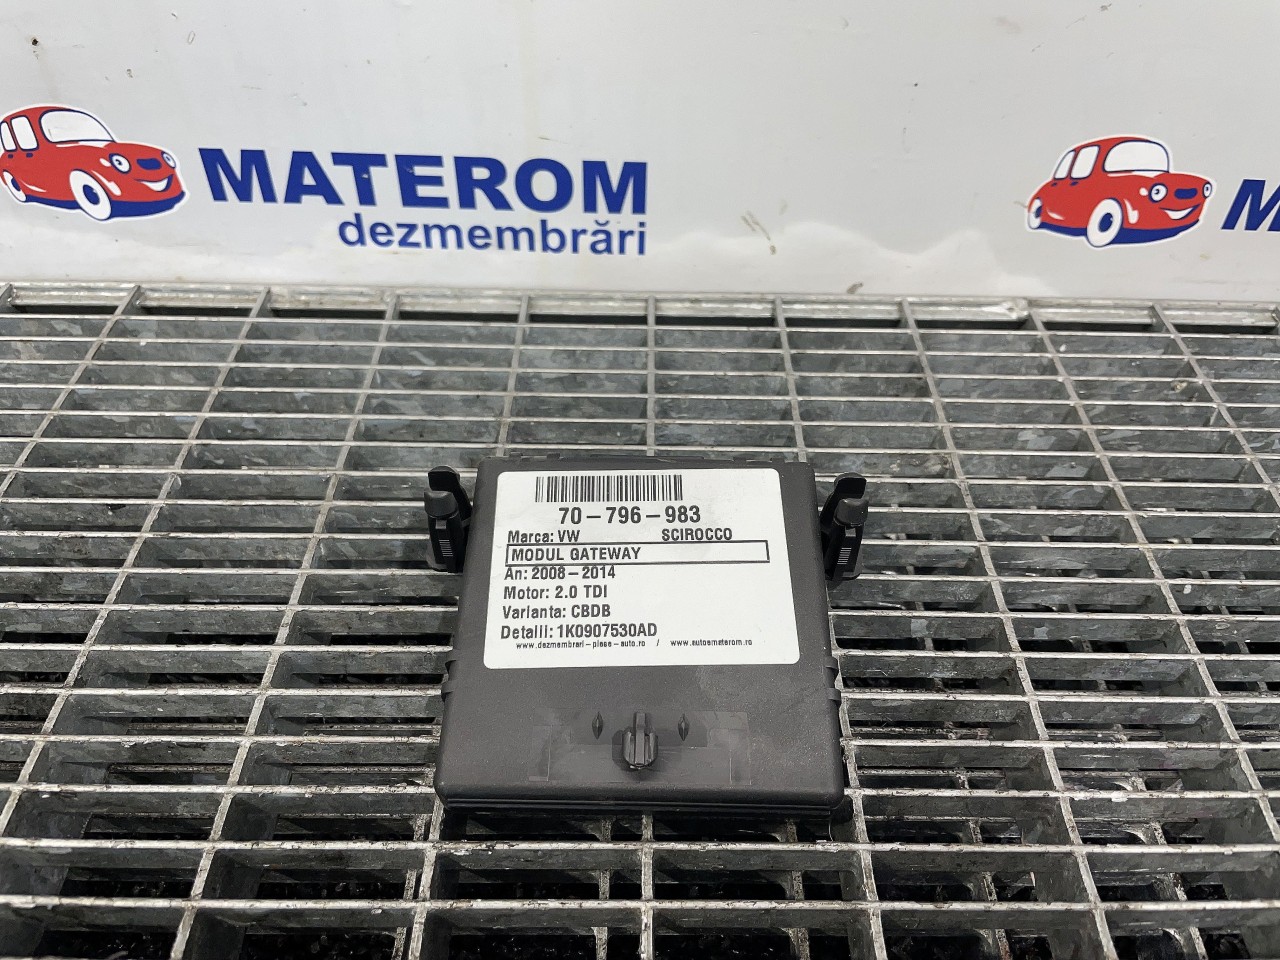 MATEROM
dezmembrări
M
70-796-983
Marca: VW SCIROCCO
MODUL GATEWAY
An: 2008-2014
Motor: 2.0 TDI
Varianta: CBDB
Detalii: 1K0907530AD
www.dezmembrari-piese-auto.ro / www.autoematerom.ro